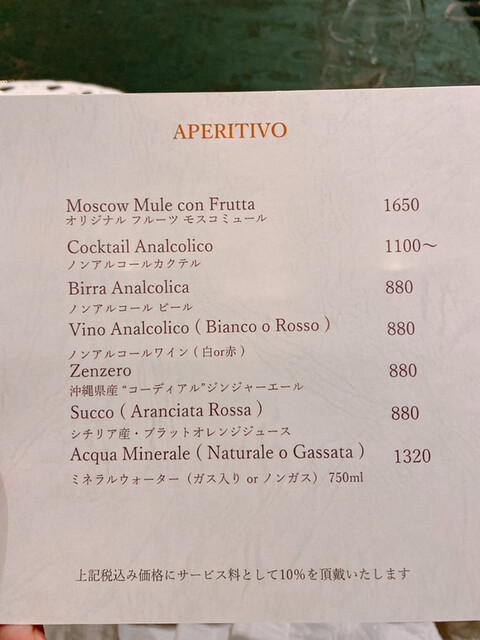 APERITIVO
Moscow Mule con Frutta 1650
オリジナル フルーツ モスコミュール
Cocktail Analcolico 1100〜
ノンアルコールカクテル
Birra Analcolica 880
ノンアルコール ビール
Vino Analcolico ( Bianco o Rosso ) 880
ノンアルコールワイン ( 白or赤 )
Zenzero 880
沖縄県産 “コーディアル”ジンジャーエール
Succo ( Aranciata Rossa ) 880
シチリア産・ブラットオレンジジュース
Acqua Minerale ( Naturale o Gassata ) 1320
ミネラルウォーター（ガス入り or ノンガス） 750ml
上記税込み価格にサービス料として10％を頂戴いたします